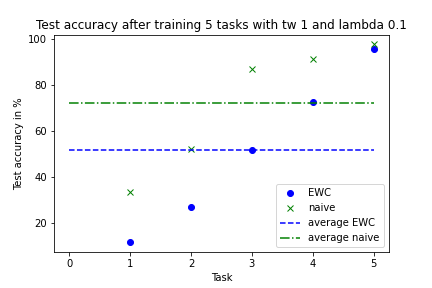 Test accuracy after training 5 tasks with tw 1 and lambda 0.1
100
80
60
40
20
Test accuracy in %
EWC
naive
average EWC
average naive
0 1 2 3 4 5
Task